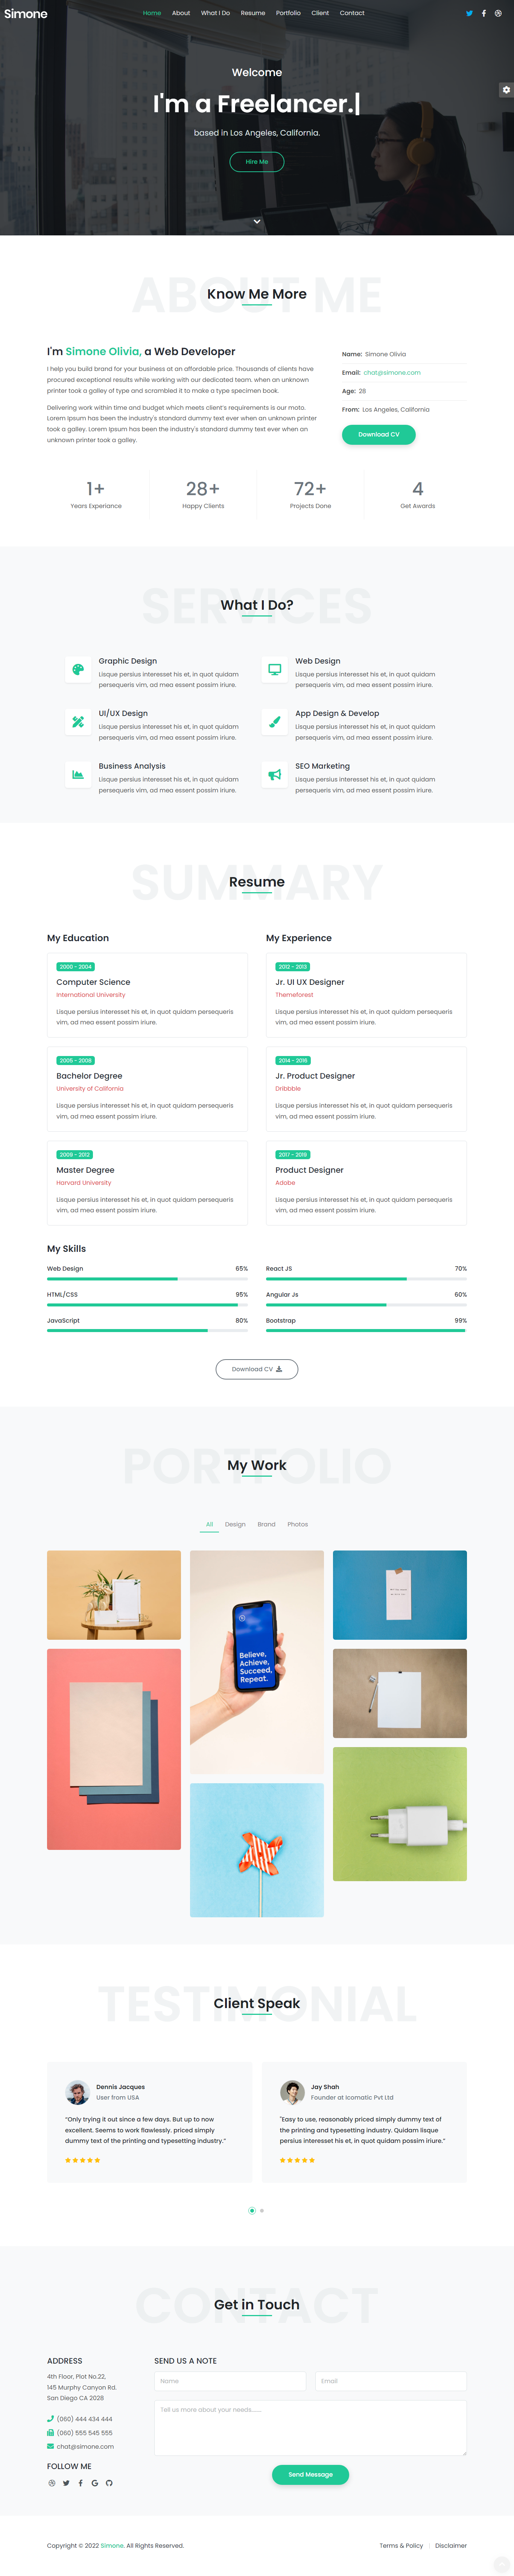 Simone
Home About What I Do Resume Portfolio Client Contact
Welcome
I'm a Freelancer.|
based in Los Angeles, California.
Hire Me
ABOUT ME
Know Me More
I'm Simone Olivia, a Web Developer
I help you build brand for your business at an affordable price. Thousands of clients have
procured exceptional results while working with our dedicated team. when an unknown
printer took a galley of type and scrambled it to make a type specimen book.
Delivering work within time and budget which meets client's requirements is our moto.
Lorem Ipsum has been the industry's standard dummy text ever when an unknown printer
took a galley. Lorem Ipsum has been the industry's standard dummy text ever when an
unknown printer took a galley.
Name: Simone Olivia
Email: chat@simone.com
Age: 28
From: Los Angeles, California
Download CV
1+
Years Experiance
28+
Happy Clients
72+
Projects Done
4
Get Awards
SERVICES
What I Do?
Graphic Design
Lisque persius interesset his et, in quot quidam
persequeris vim, ad mea essent possim iriure.
Web Design
Lisque persius interesset his et, in quot quidam
persequeris vim, ad mea essent possim iriure.
UI/UX Design
Lisque persius interesset his et, in quot quidam
persequeris vim, ad mea essent possim iriure.
App Design & Develop
Lisque persius interesset his et, in quot quidam
persequeris vim, ad mea essent possim iriure.
Business Analysis
Lisque persius interesset his et, in quot quidam
persequeris vim, ad mea essent possim iriure.
SEO Marketing
Lisque persius interesset his et, in quot quidam
persequeris vim, ad mea essent possim iriure.
SUMMARY
Resume
My Education
2000 - 2004
Computer Science
International University
Lisque persius interesset his et, in quot quidam persequeris
vim, ad mea essent possim iriure.
2005 - 2008
Bachelor Degree
University of California
Lisque persius interesset his et, in quot quidam persequeris
vim, ad mea essent possim iriure.
2009 - 2012
Master Degree
Harvard University
Lisque persius interesset his et, in quot quidam persequeris
vim, ad mea essent possim iriure.
My Experience
2012 - 2013
Jr. UI UX Designer
Themeforest
Lisque persius interesset his et, in quot quidam persequeris
vim, ad mea essent possim iriure.
2014 - 2016
Jr. Product Designer
Dribbble
Lisque persius interesset his et, in quot quidam persequeris
vim, ad mea essent possim iriure.
2017 - 2019
Product Designer
Adobe
Lisque persius interesset his et, in quot quidam persequeris
vim, ad mea essent possim iriure.
My Skills
Web Design 65%
HTML/CSS 95%
JavaScript 80%
React JS 70%
Angular Js 60%
Bootstrap 99%
Download CV
PORTFOLIO
My Work
All Design Brand Photos
Believe,
Achieve,
Succeed,
Repeat.
TESTIMONIAL
Client Speak
Dennis Jacques
User from USA
“Only trying it out since a few days. But up to now
excellent. Seems to work flawlessly. priced simply
dummy text of the printing and typesetting industry.”
Jay Shah
Founder at Icomatic Pvt Ltd
“Easy to use, reasonably priced simply dummy text of
the printing and typesetting industry. Quidam lisque
persius interesset his et, in quot quidam possim iriure.”
CONTACT
Get in Touch
ADDRESS
4th Floor, Plot No.22,
145 Murphy Canyon Rd.
San Diego CA 2028
(060) 444 434 444
(060) 555 545 555
chat@simone.com
FOLLOW ME
SEND US A NOTE
Name
Email
Tell us more about your needs........
Send Message
Copyright © 2022 Simone. All Rights Reserved.
Terms & Policy Disclaimer